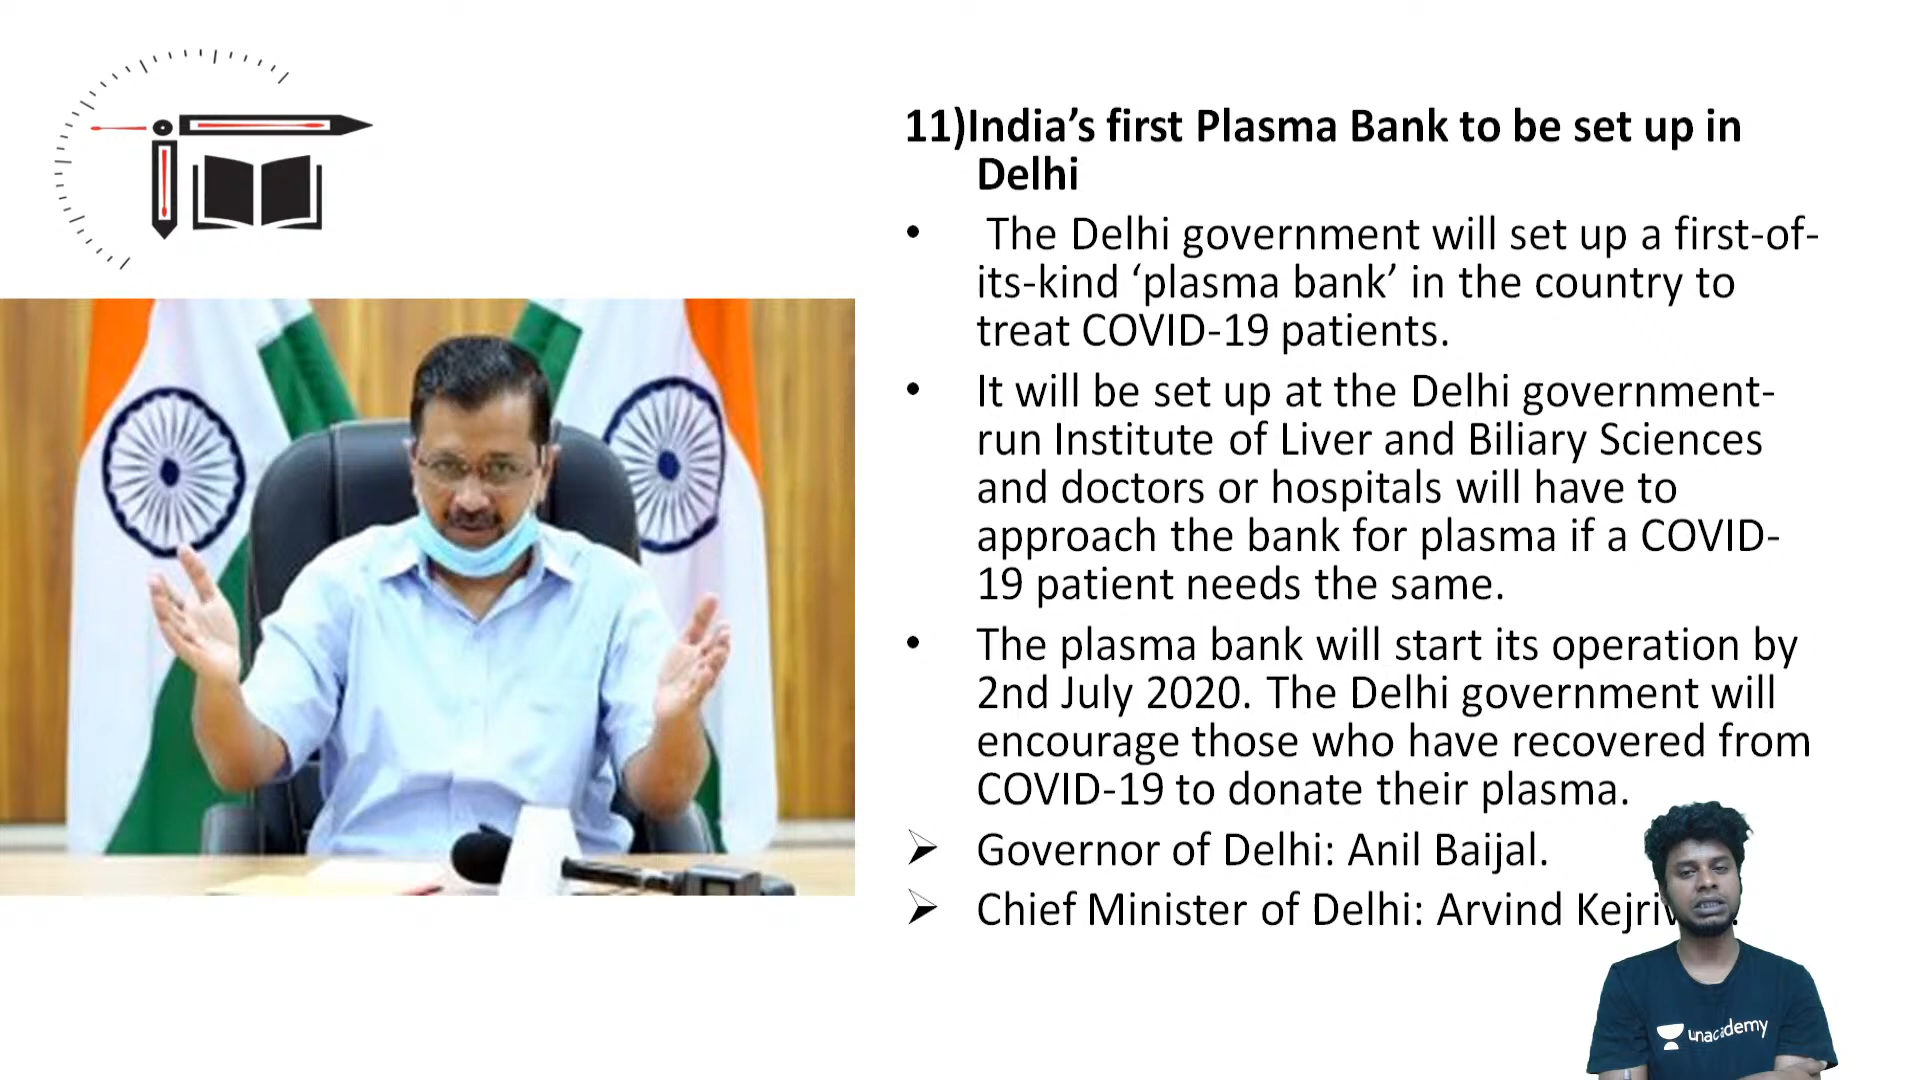 11)India’s first Plasma Bank to be set up in
Delhi
• The Delhi government will set up a first-of-
its-kind ‘plasma bank’ in the country to
treat COVID-19 patients.
• It will be set up at the Delhi government-
run Institute of Liver and Biliary Sciences
and doctors or hospitals will have to
approach the bank for plasma if a COVID-
19 patient needs the same.
• The plasma bank will start its operation by
2nd July 2020. The Delhi government will
encourage those who have recovered from
COVID-19 to donate their plasma.
➢ Governor of Delhi: Anil Baijal.
➢ Chief Minister of Delhi: Arvind
unacademy